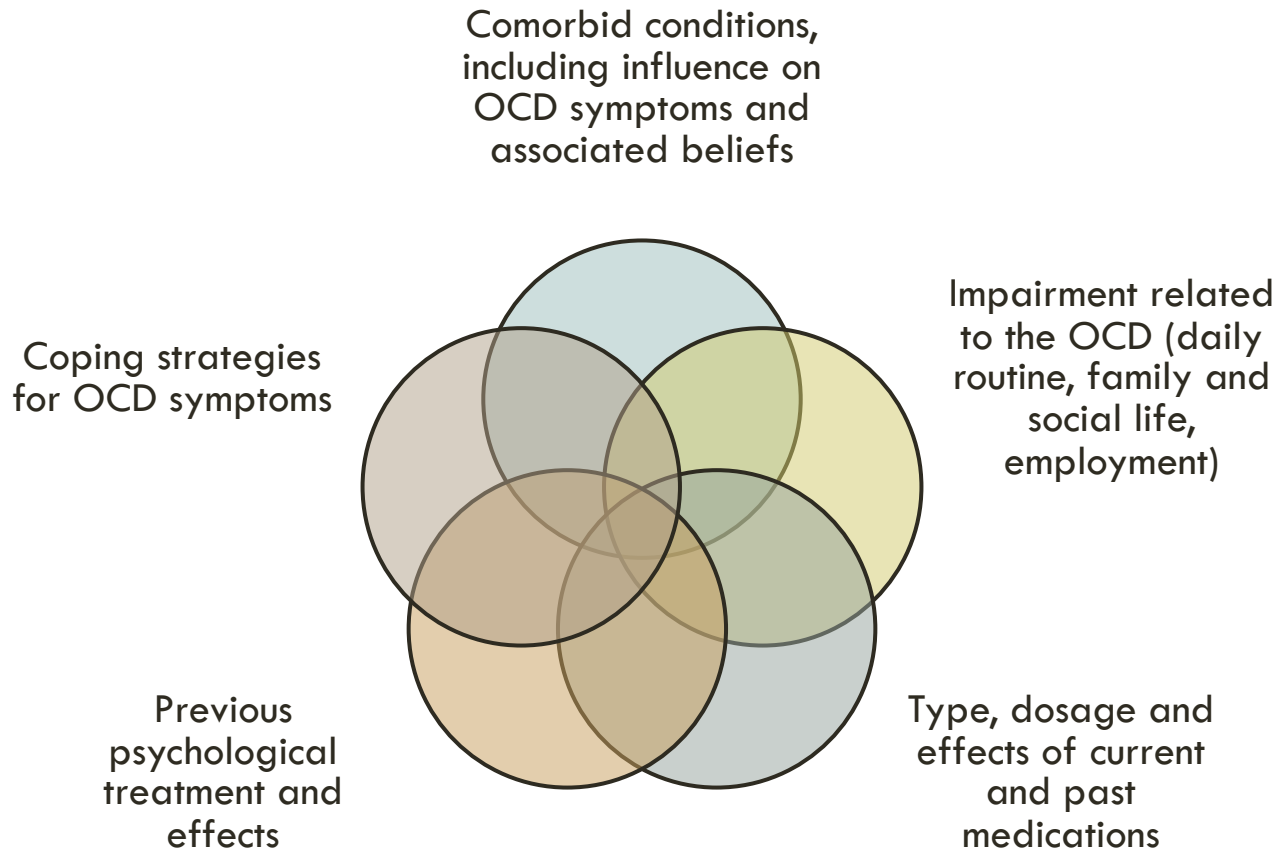 Comorbid conditions,
including influence on
OCD symptoms and
associated beliefs
Impairment related
to the OCD (daily
routine, family and
social life,
employment)
Type, dosage and
effects of current
and past
medications
Previous
psychological
treatment and
effects
Coping strategies
for OCD symptoms